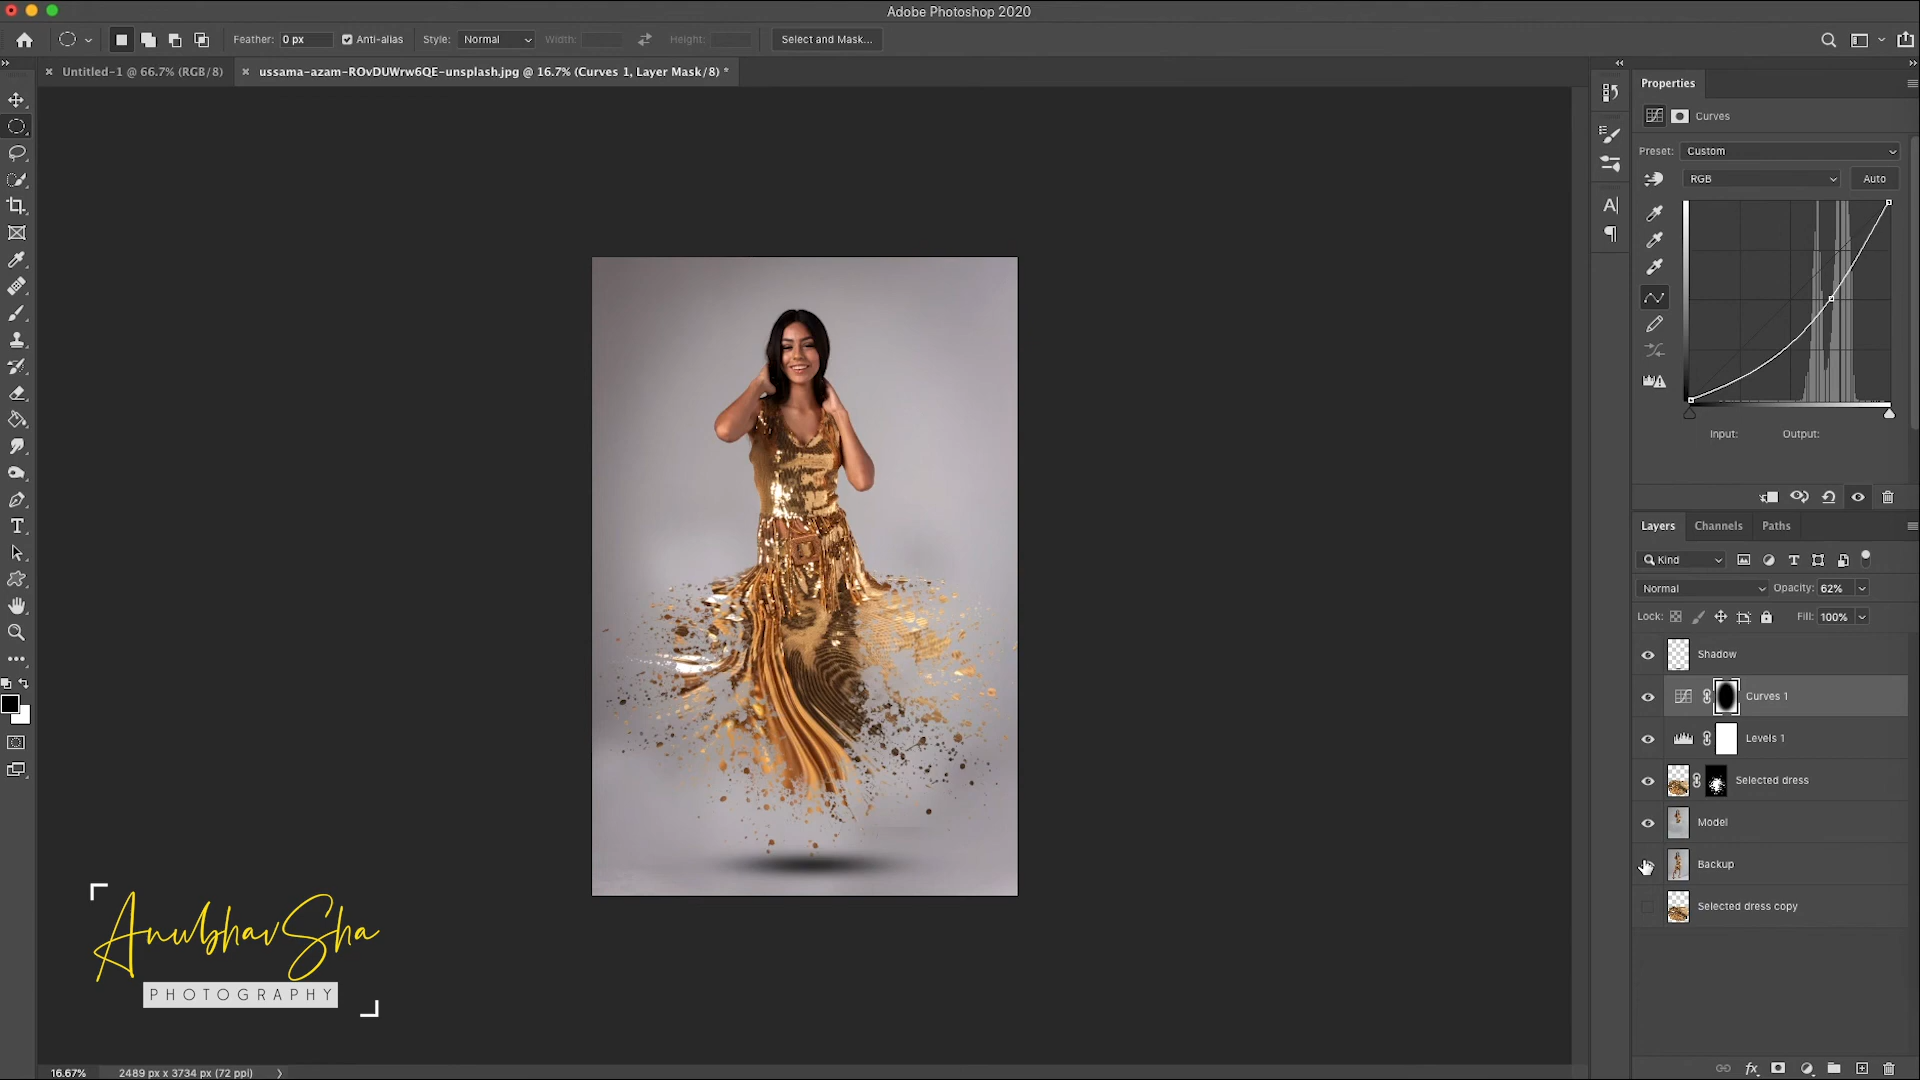 Adobe Photoshop 2020
Feather: 0 px Anti-alias Style: Normal Width: Height: Select and Mask...
Untitled-1 @ 66.7% (RGB/8) ussama-azam-ROvDUWrw6QE-unsplash.jpg @ 16.7% (Curves 1, Layer Mask/8) *
Properties
Curves
Preset: Custom
RGB Auto
Input: Output:
Layers Channels Paths
Kind
Normal Opacity: 62%
Lock: Fill: 100%
Shadow
Curves 1
Levels 1
Selected dress
Model
Backup
Selected dress copy
AnubhavSha
PHOTOGRAPHY
16.67% 2489 px x 3734 px (72 ppi)